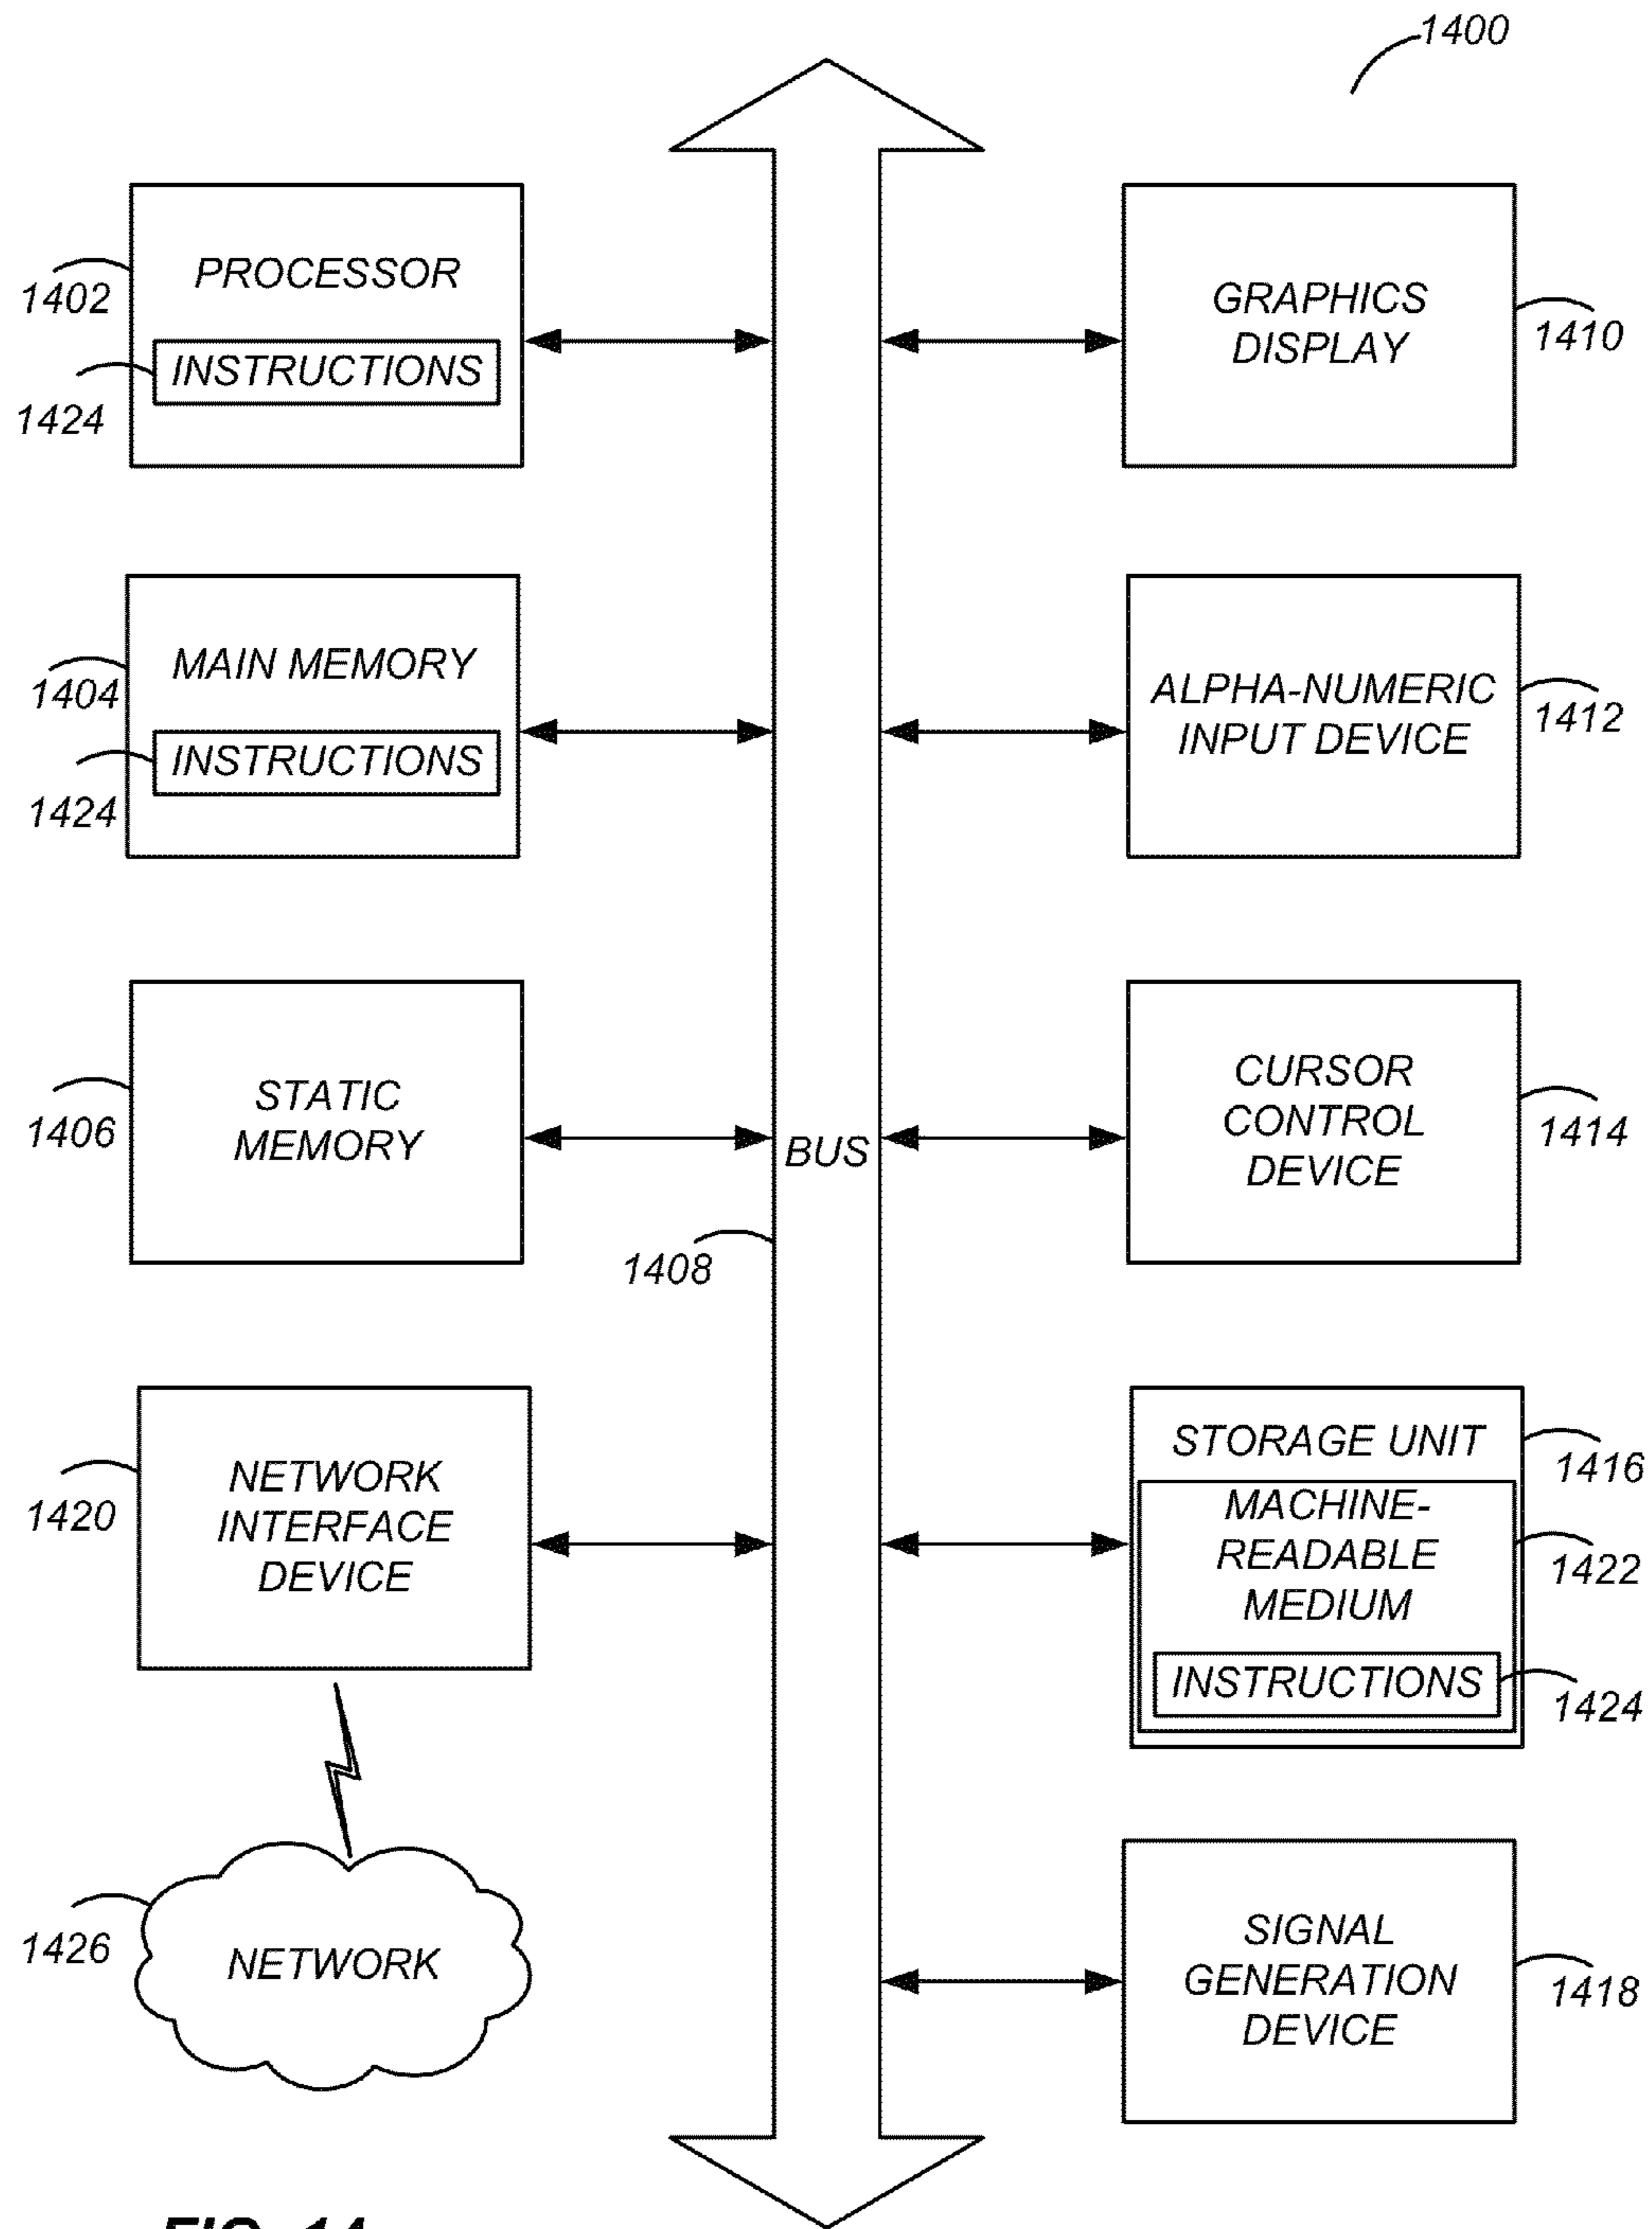 1400
PROCESSOR
1402
INSTRUCTIONS
1424
GRAPHICS
DISPLAY
1410
MAIN MEMORY
1404
INSTRUCTIONS
1424
ALPHA-NUMERIC
INPUT DEVICE
1412
STATIC
MEMORY
1406
BUS
1408
CURSOR
CONTROL
DEVICE
1414
NETWORK
INTERFACE
DEVICE
1420
STORAGE UNIT
1416
MACHINE-
READABLE
MEDIUM
1422
INSTRUCTIONS
1424
NETWORK
1426
SIGNAL
GENERATION
DEVICE
1418
FIG. 14